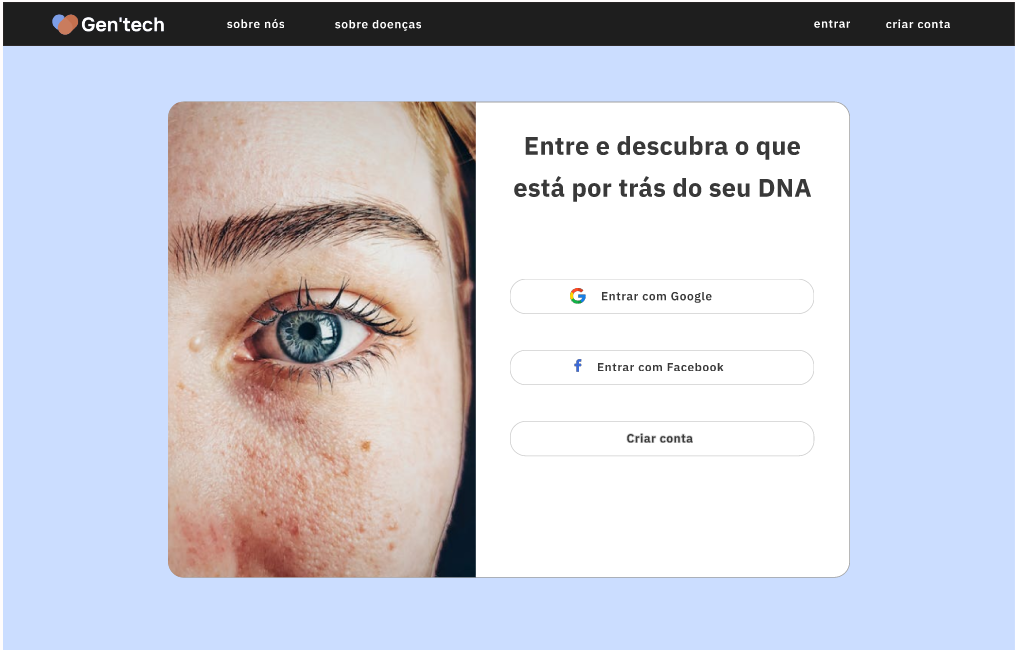 Gen'tech
sobre nós
sobre doenças
entrar
criar conta
Entre e descubra o que
está por trás do seu DNA
Entrar com Google
Entrar com Facebook
Criar conta